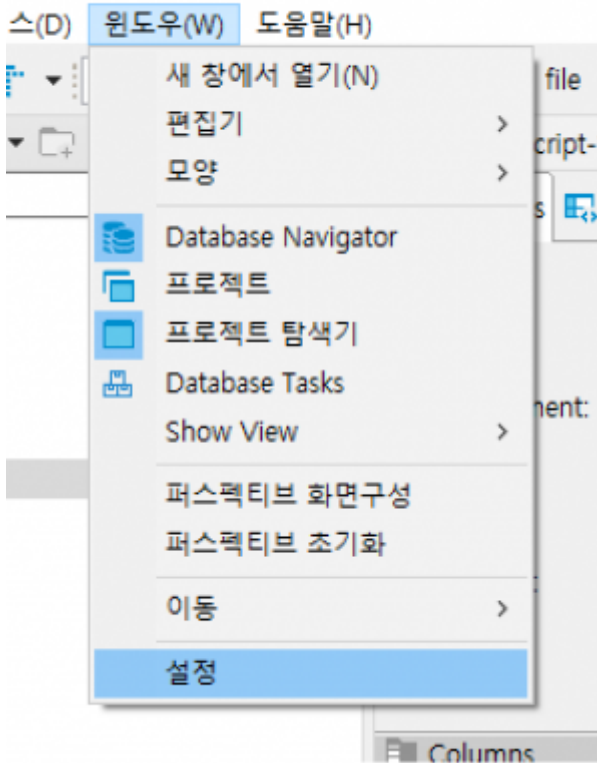 스(D) 윈도우(W) 도움말(H)
새 창에서 열기(N)
file
편집기
cript-
모양
s
Database Navigator
프로젝트
프로젝트 탐색기
Database Tasks
nent:
Show View
퍼스펙티브 화면구성
퍼스펙티브 초기화
이동
설정
Columns